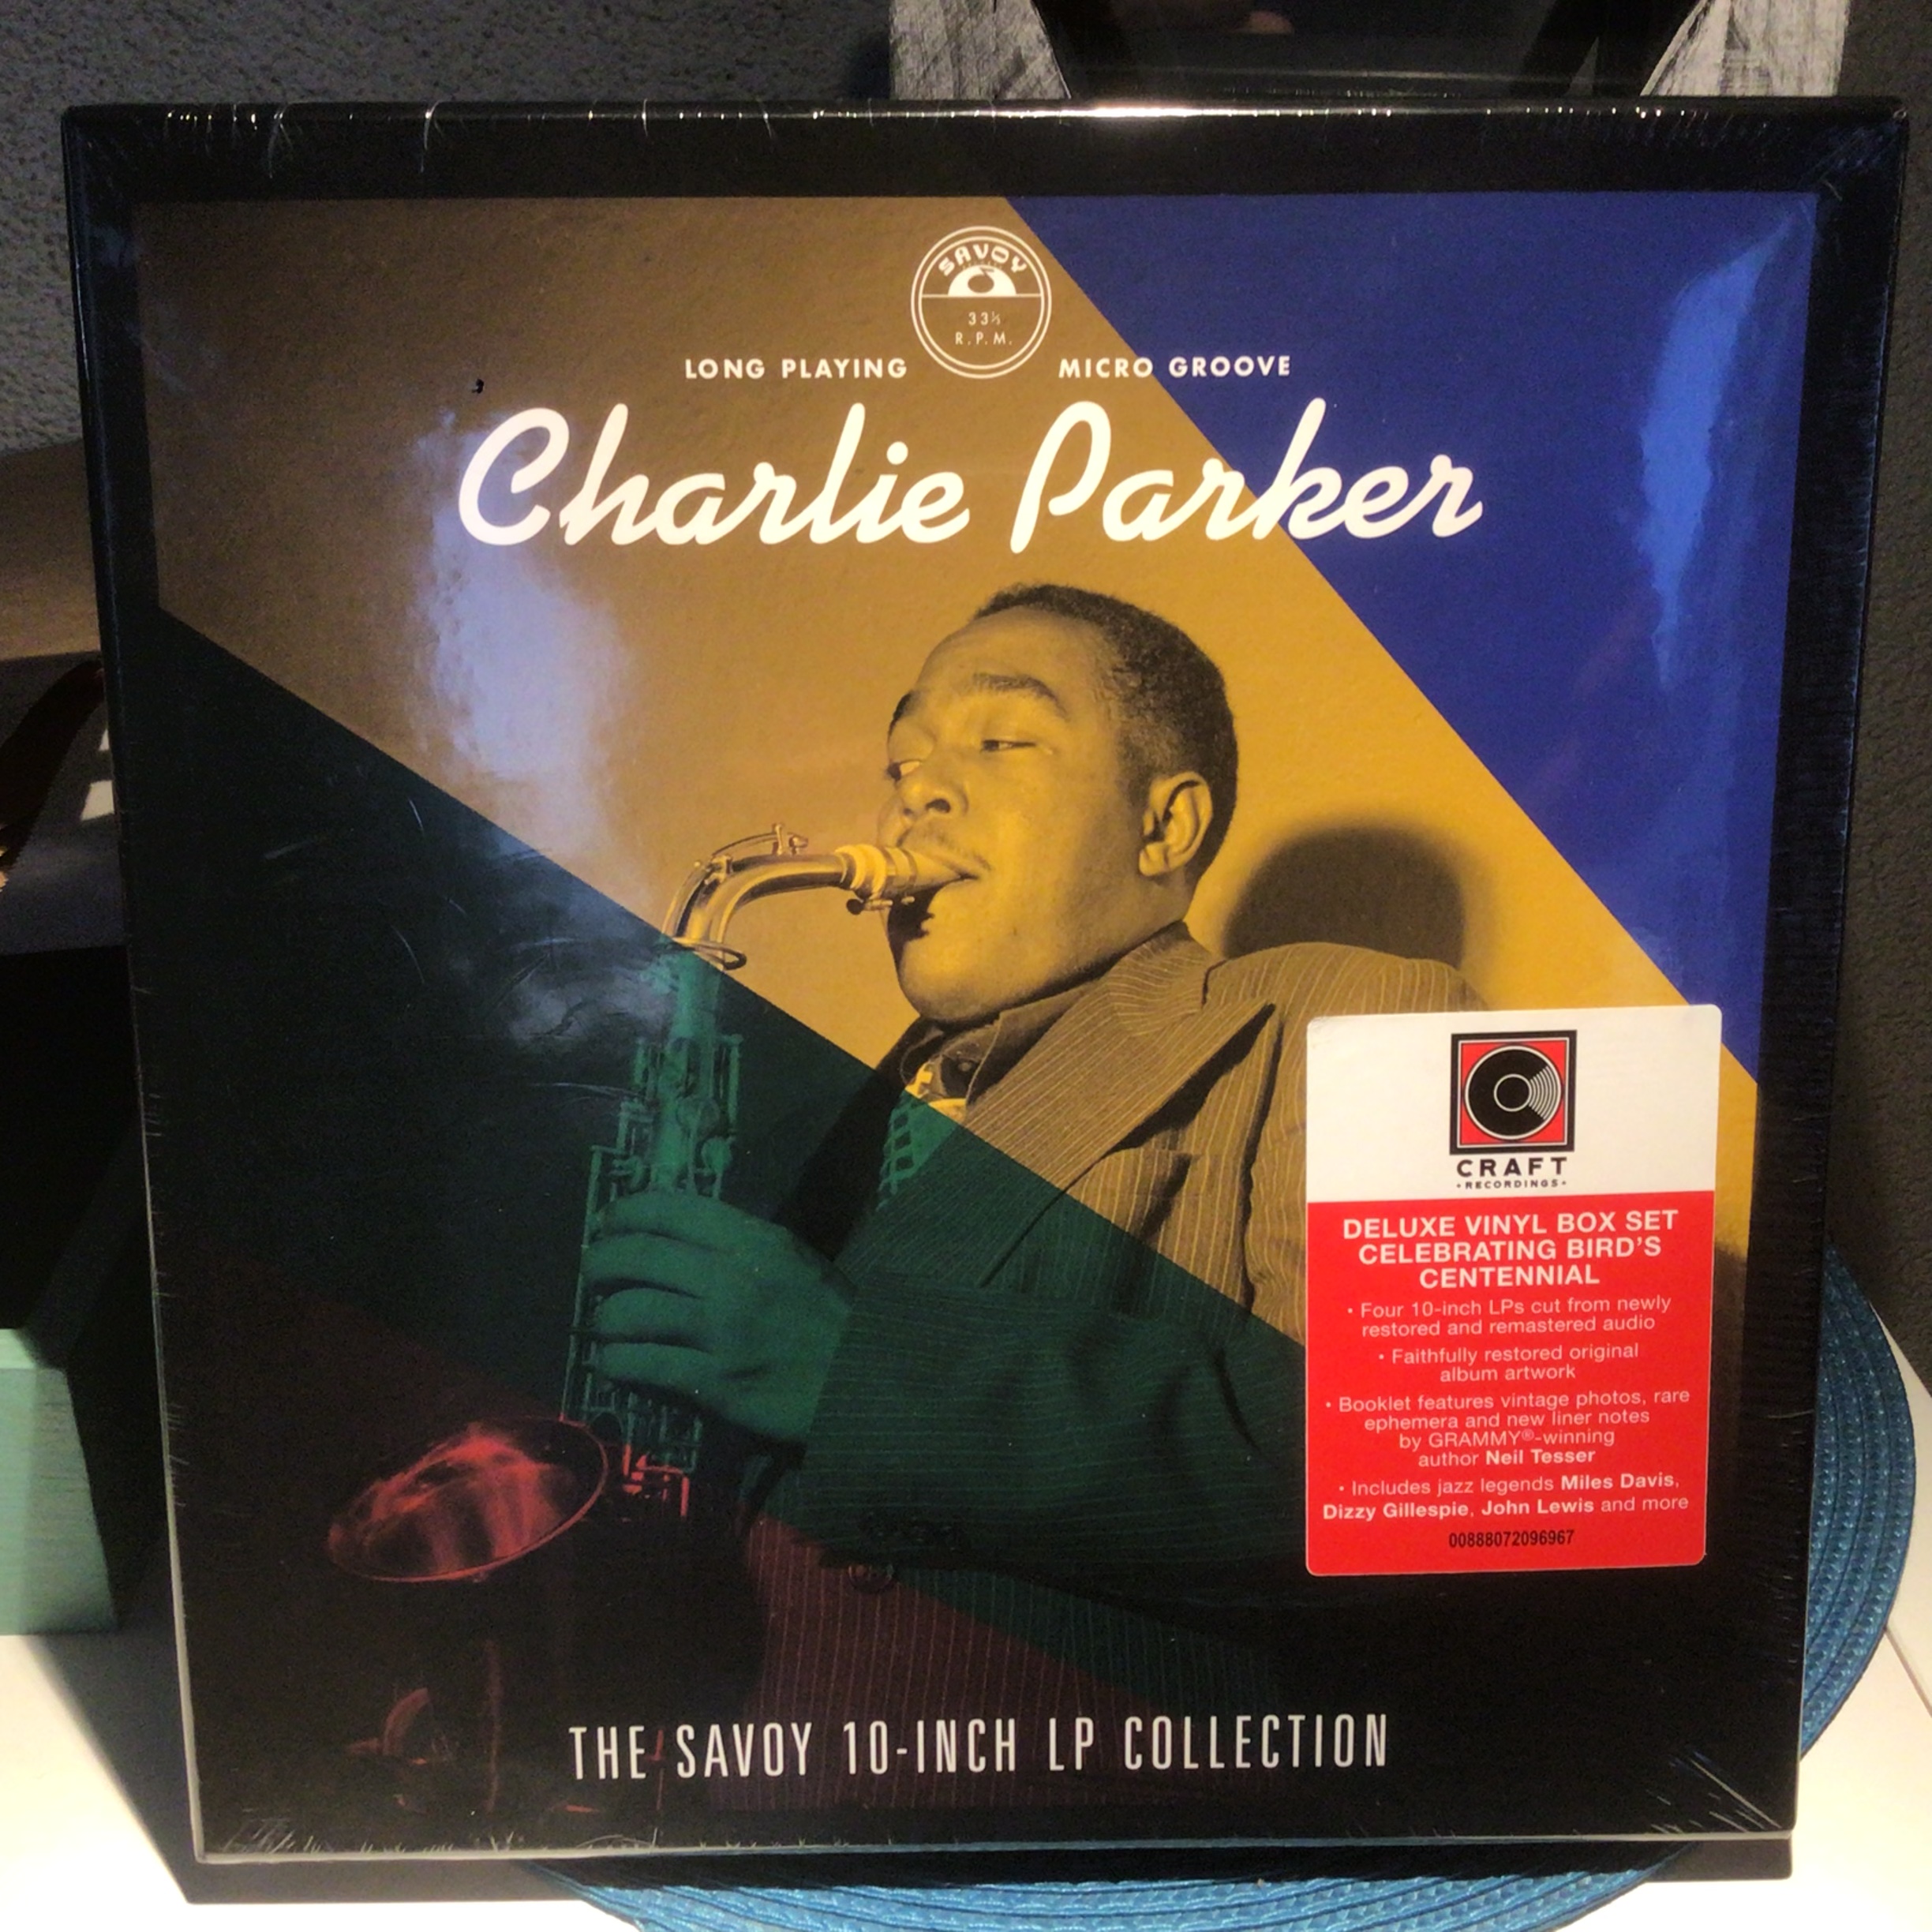 SAVOY
33⅓
R.P.M.
LONG PLAYING MICRO GROOVE
Charlie Parker
CRAFT
•RECORDINGS•
DELUXE VINYL BOX SET
CELEBRATING BIRD'S
CENTENNIAL
• Four 10-inch LPs cut from newly
restored and remastered audio
• Faithfully restored original
album artwork
• Booklet features vintage photos, rare
ephemera and new liner notes
by GRAMMY®-winning
author Neil Tesser
• Includes jazz legends Miles Davis,
Dizzy Gillespie, John Lewis and more
00888072096967
THE SAVOY 10-INCH LP COLLECTION